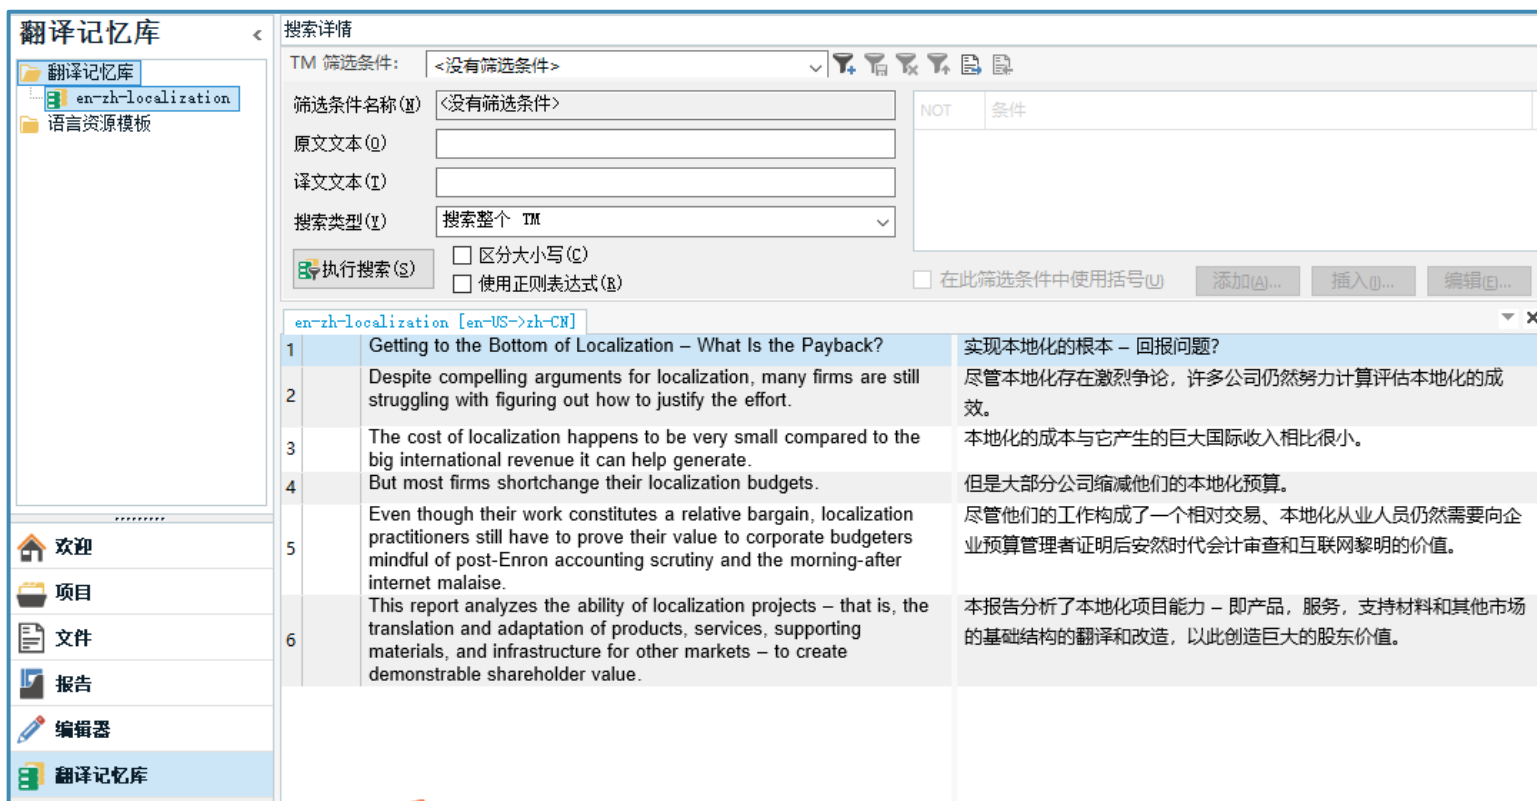 翻译记忆库
翻译记忆库
en-zh-localization
语言资源模板
欢迎
项目
文件
报告
编辑器
翻译记忆库
搜索详情
TM 筛选条件:
<没有筛选条件>
筛选条件名称(N)
<没有筛选条件>
原文文本(O)
译文文本(T)
搜索类型(Y)
搜索整个 TM
执行搜索(S)
区分大小写(C)
使用正则表达式(R)
NOT
条件
在此筛选条件中使用括号(U)
添加(A)...
插入(I)...
编辑(E)...
en-zh-localization [en-US->zh-CN]
1
Getting to the Bottom of Localization – What Is the Payback?
实现本地化的根本 – 回报问题?
2
Despite compelling arguments for localization, many firms are still
struggling with figuring out how to justify the effort.
尽管本地化存在激烈争论，许多公司仍然努力计算评估本地化的成
效。
3
The cost of localization happens to be very small compared to the
big international revenue it can help generate.
本地化的成本与它产生的巨大国际收入相比很小。
4
But most firms shortchange their localization budgets.
但是大部分公司缩减他们的本地化预算。
5
Even though their work constitutes a relative bargain, localization
practitioners still have to prove their value to corporate budgeters
mindful of post-Enron accounting scrutiny and the morning-after
internet malaise.
尽管他们的工作构成了一个相对交易、本地化从业人员仍然需要向企
业预算管理者证明后安然时代会计审查和互联网黎明的价值。
6
This report analyzes the ability of localization projects – that is, the
translation and adaptation of products, services, supporting
materials, and infrastructure for other markets – to create
demonstrable shareholder value.
本报告分析了本地化项目能力 – 即产品，服务，支持材料和其他市场
的基础结构的翻译和改造，以此创造巨大的股东价值。